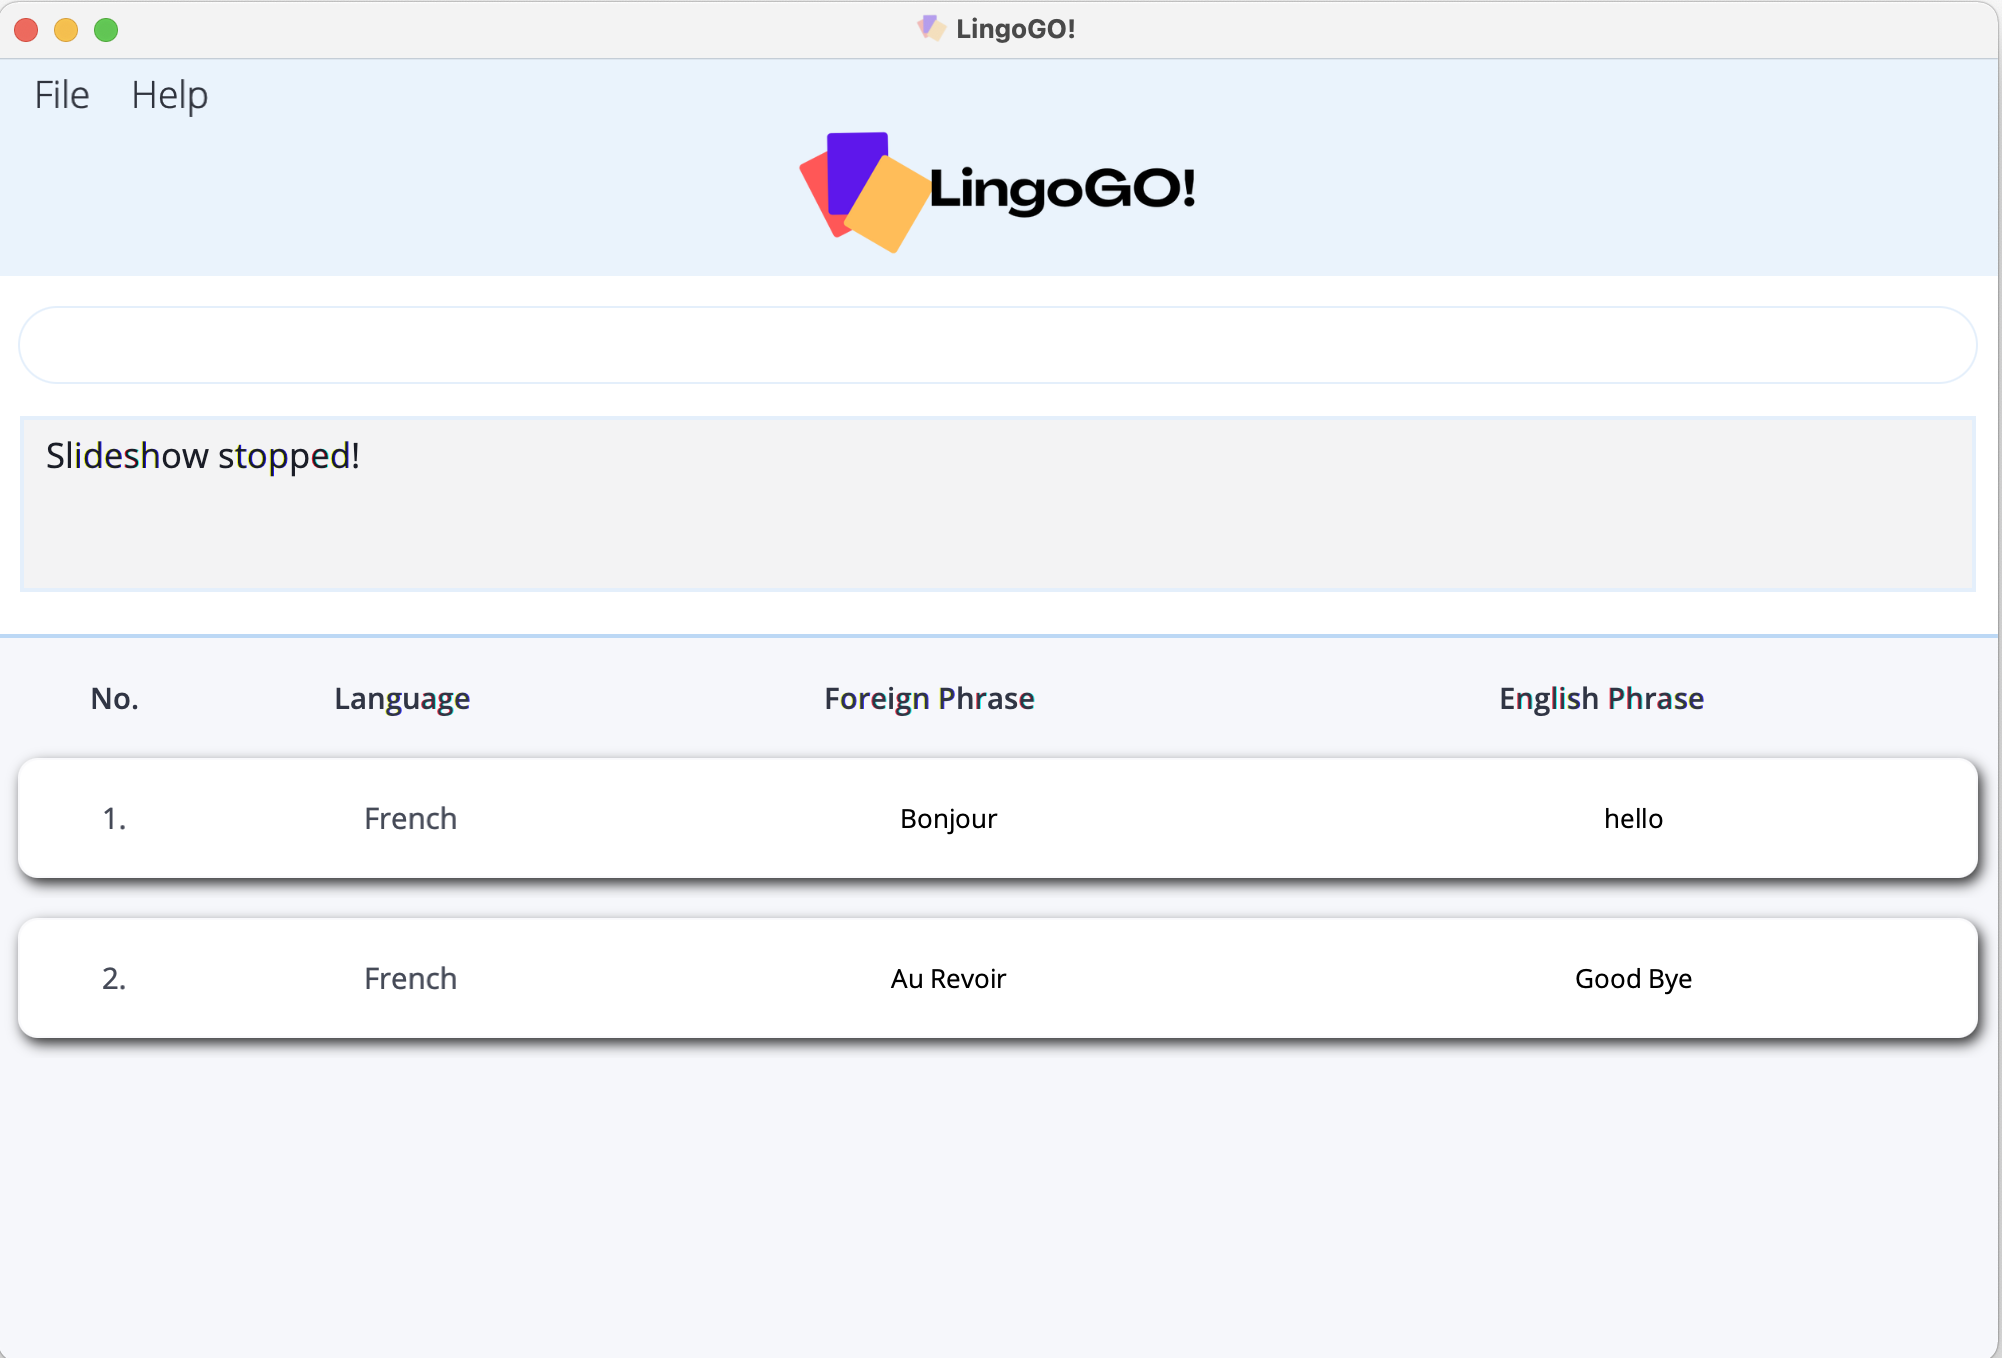 LingoGO!
File Help
LingoGO!
Slideshow stopped!
No. Language Foreign Phrase English Phrase
1. French Bonjour hello
2. French Au Revoir Good Bye